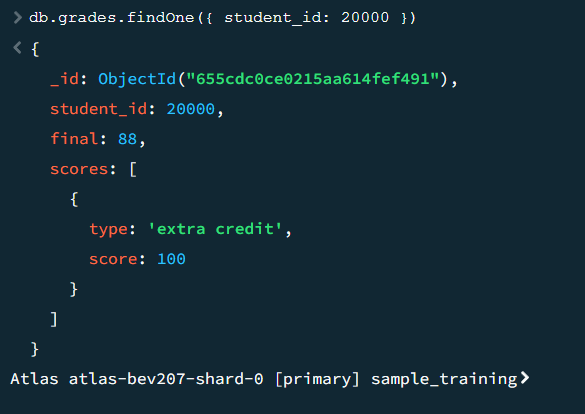 > db.grades.findOne({ student_id: 20000 })
< {
_id: ObjectId("655cdc0ce0215aa614fef491"),
student_id: 20000,
final: 88,
scores: [
{
type: 'extra credit',
score: 100
}
]
}
Atlas atlas-bev207-shard-0 [primary] sample_training>